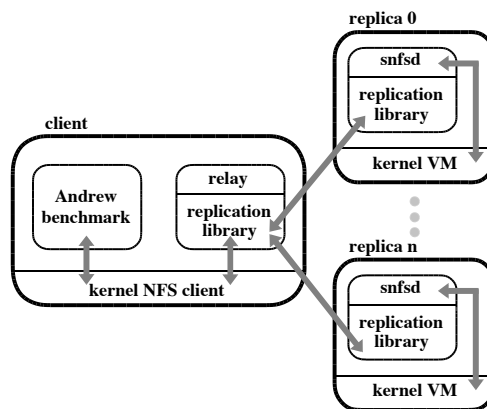 replica 0
snfsd
replication
library
kernel VM
client
Andrew
benchmark
relay
replication
library
kernel NFS client
replica n
snfsd
replication
library
kernel VM